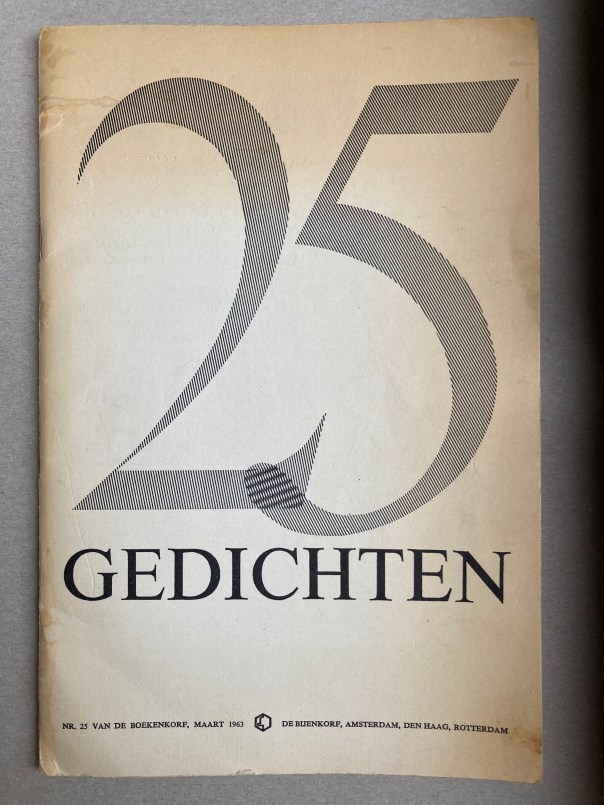 25
GEDICHTEN
NR. 25 VAN DE BOEKENKORF, MAART 1963 DE BIJENKORF, AMSTERDAM, DEN HAAG, ROTTERDAM